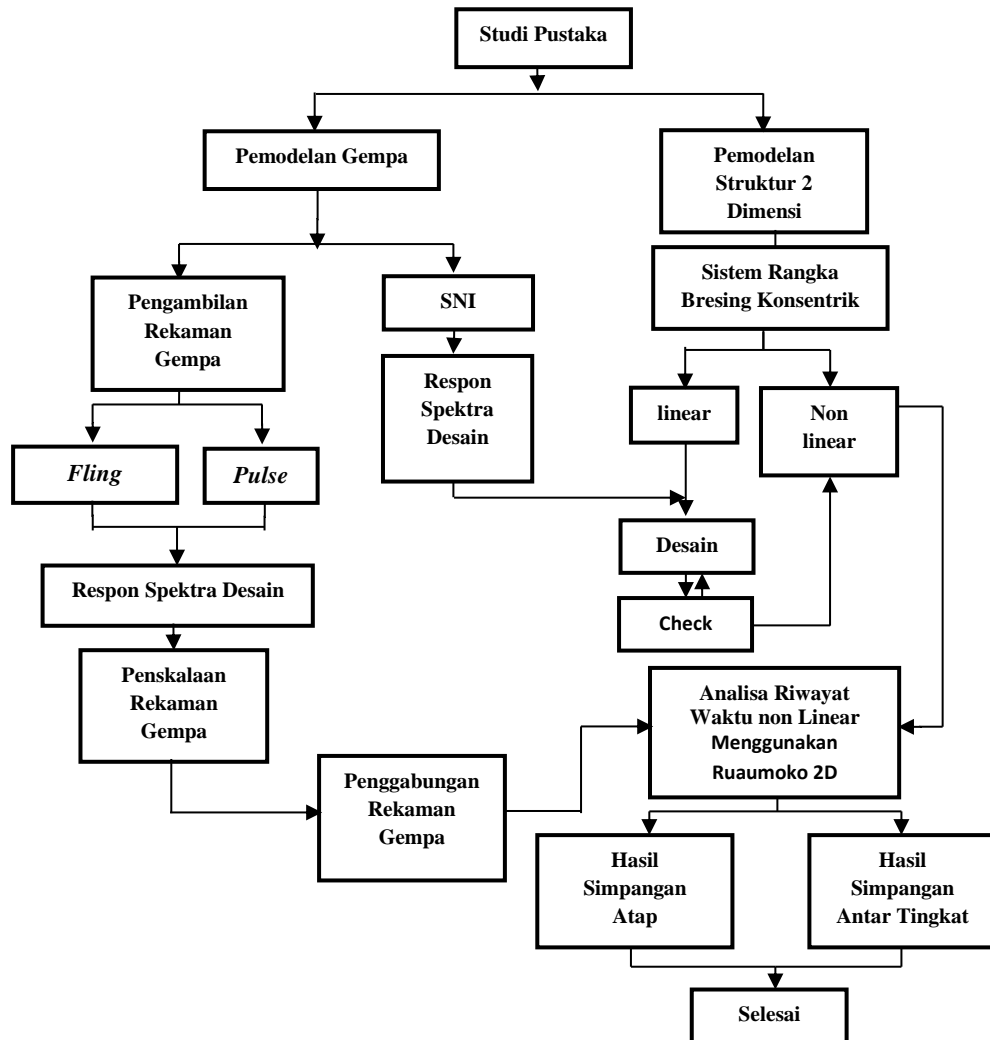 Studi Pustaka
Pemodelan Gempa
Pemodelan
Struktur 2
Dimensi
Sistem Rangka
Bresing Konsentrik
Pengambilan
Rekaman
Gempa
SNI
Respon
Spektra
Desain
linear
Non
linear
Fling
Pulse
Desain
Respon Spektra Desain
Check
Penskalaan
Rekaman
Gempa
Analisa Riwayat
Waktu non Linear
Menggunakan
Ruaumoko 2D
Penggabungan
Rekaman
Gempa
Hasil
Simpangan
Atap
Hasil
Simpangan
Antar Tingkat
Selesai